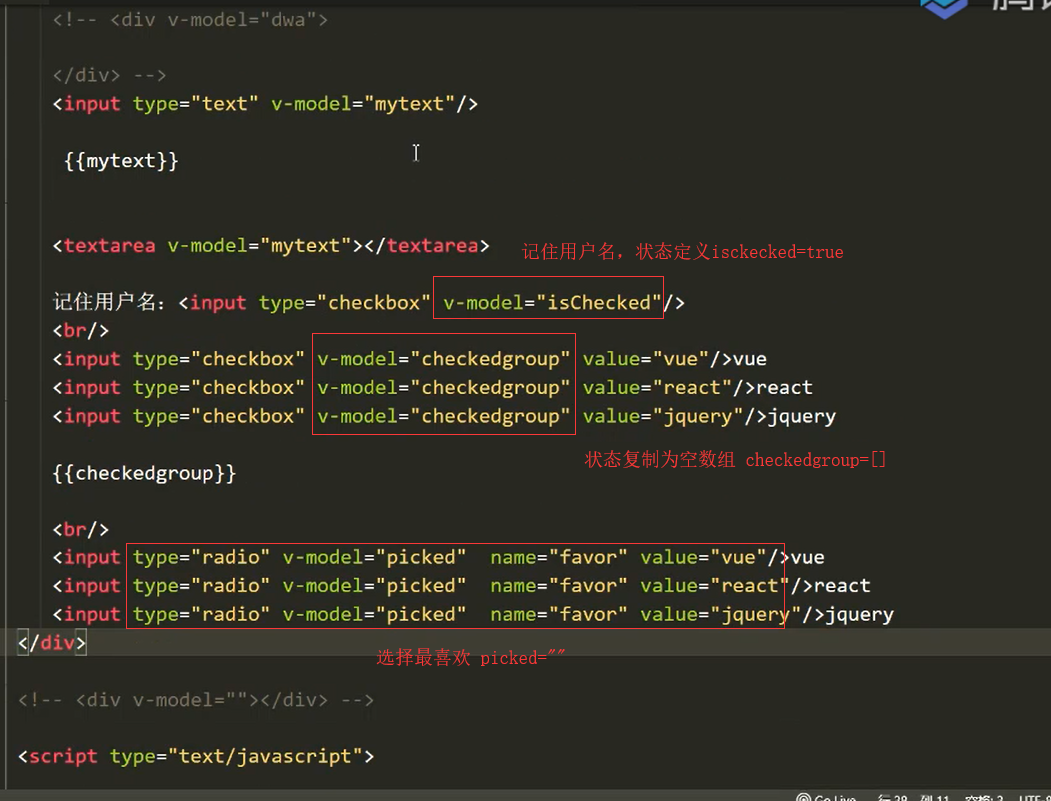 <!-- <div v-model="dwa">
</div> -->
<input type="text" v-model="mytext"/>
{{mytext}}
<textarea v-model="mytext"></textarea>
记住用户名，状态定义isckecked=true
记住用户名：<input type="checkbox" v-model="isChecked"/>
<br/>
<input type="checkbox" v-model="checkedgroup" value="vue"/>vue
<input type="checkbox" v-model="checkedgroup" value="react"/>react
<input type="checkbox" v-model="checkedgroup" value="jquery"/>jquery
状态复制为空数组 checkedgroup=[]
{{checkedgroup}}
<br/>
<input type="radio" v-model="picked"  name="favor" value="vue"/>vue
<input type="radio" v-model="picked"  name="favor" value="react"/>react
<input type="radio" v-model="picked"  name="favor" value="jquery"/>jquery
</div>
选择最喜欢 picked=""
<!-- <div v-model=""></div> -->
<script type="text/javascript">
Go Live 行 38, 列 11 空格: 3